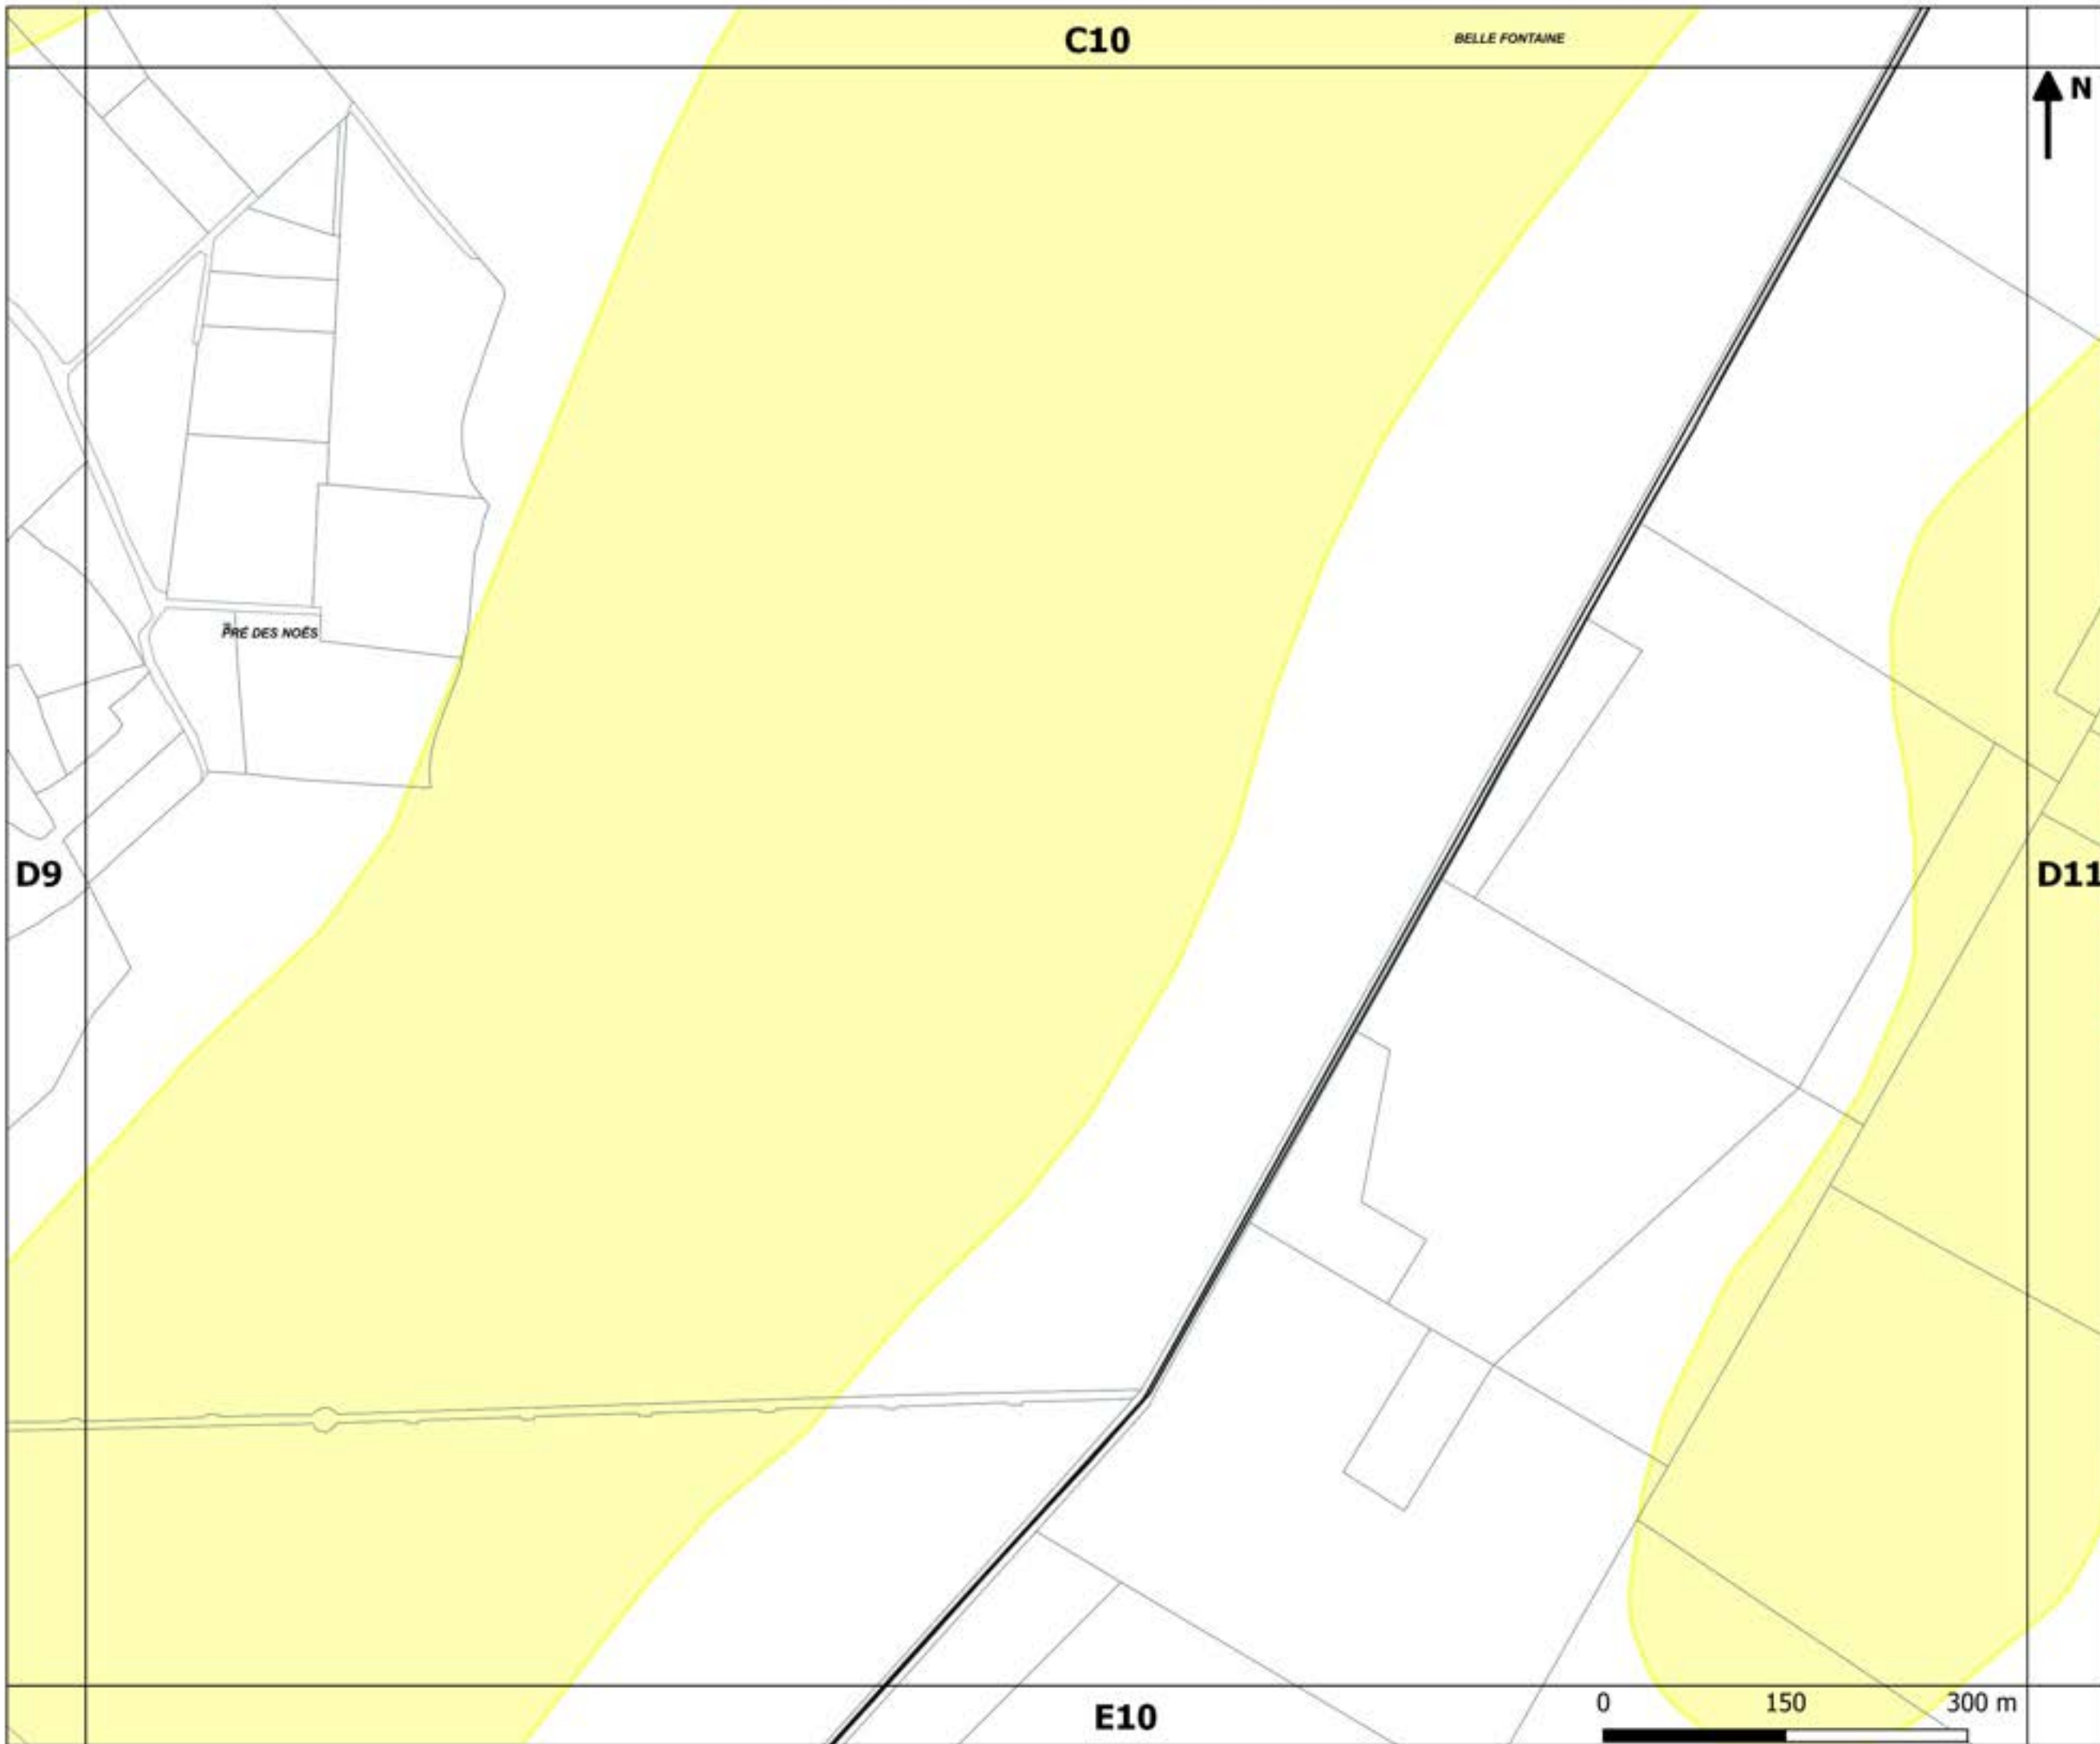 C10
BELLE FONTAINE
N
PRÉ DES NOËS
D9
D11
E10
0 150 300 m